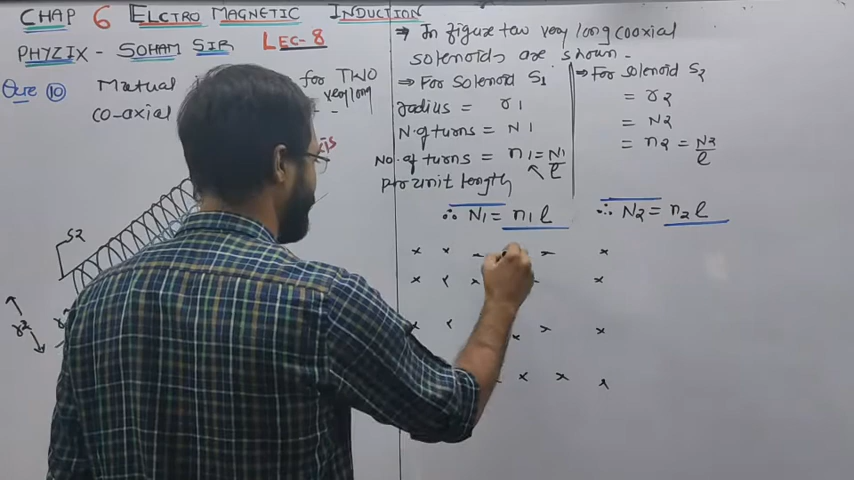 CHAP 6 ELCTRO MAGNETIC INDUCTION
PHYZIX - SOHAM SIR LEC-8
Que 10 Mutual for TWO
very long
co-axial
S2
r2
⇒ In figure two very long coaxial
solenoids are shown -
⇒ For Solenoid S1
radius = r1
N.of turns = N1
No.of turns = n1 = N1/l
per unit length
∴ N1 = n1 l
⇒ For solenoid S2
= r2
= N2
= n2 = N2/l
∴ N2 = n2 l